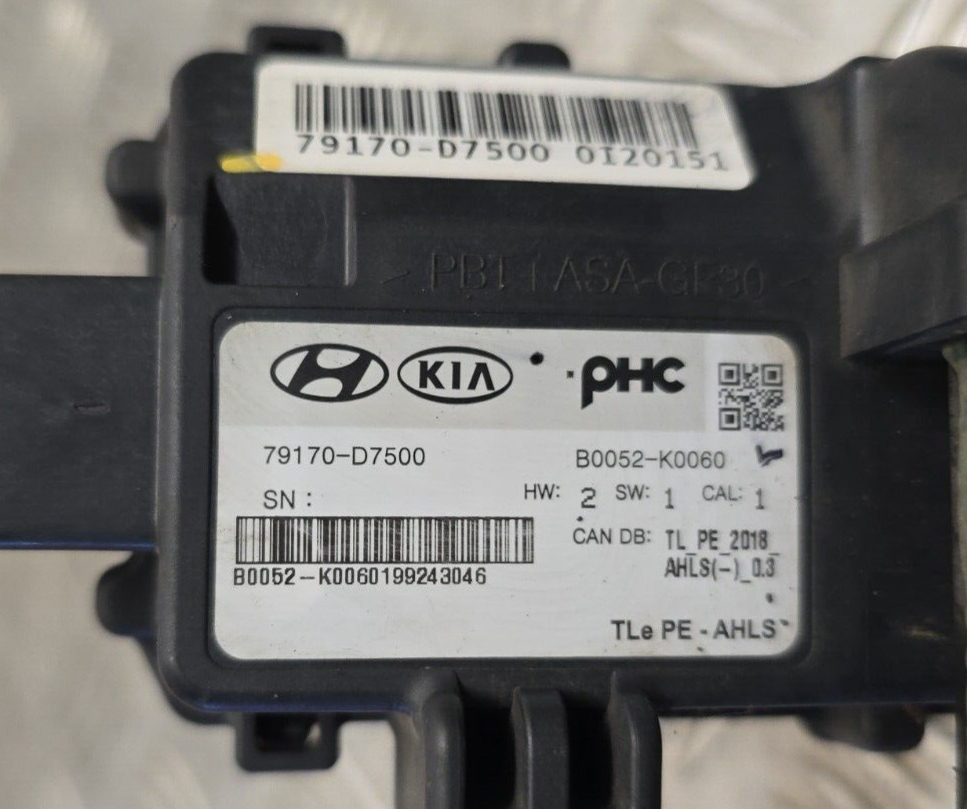 79170-D7500 0I20151
PBT+ASA-GF30
KIA PHC
79170-D7500 B0052-K0060
SN : HW: 2 SW: 1 CAL: 1
CAN DB: TL_PE_2018_
AHLS(-)_0.3
B0052-K0060199243046
TLe PE - AHLS